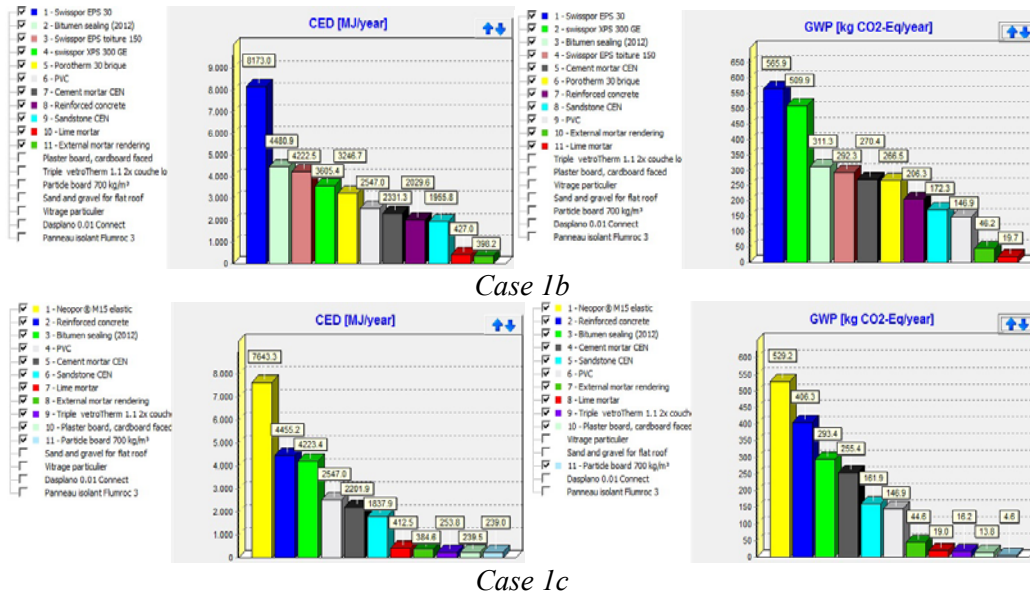 1 - Swisspor EPS 30
2 - Bitumen sealing (2012)
3 - Swisspor EPS toiture 150
4 - swisspor XPS 300 GE
5 - Porotherm 30 brique
6 - PVC
7 - Cement mortar CEN
8 - Reinforced concrete
9 - Sandstone CEN
10 - Lime mortar
11 - External mortar rendering
Plaster board, cardboard faced
Triple vetroTherm 1.1 2x couche lo
Particle board 700 kg/m³
Sand and gravel for flat roof
Vitrage particulier
Dasplano 0.01 Connect
Panneau isolant Flumroc 3
CED [MJ/year]
9.000
8.000
7.000
6.000
5.000
4.000
3.000
2.000
1.000
0
8173.0
4480.9
4222.5
3605.4
3246.7
2547.0
2331.3
2029.6
1955.8
427.0
398.2
1 - Swisspor EPS 30
2 - swisspor XPS 300 GE
3 - Bitumen sealing (2012)
4 - Swisspor EPS toiture 150
5 - Cement mortar CEN
6 - Porotherm 30 brique
7 - Reinforced concrete
8 - Sandstone CEN
9 - PVC
10 - External mortar rendering
11 - Lime mortar
Triple vetroTherm 1.1 2x couche lo
Plaster board, cardboard faced
Vitrage particulier
Sand and gravel for flat roof
Particle board 700 kg/m³
Dasplano 0.01 Connect
Panneau isolant Flumroc 3
GWP [kg CO2-Eq/year]
650
600
550
500
450
400
350
300
250
200
150
100
50
0
565.9
509.9
311.3
292.3
270.4
266.5
206.3
172.3
146.9
46.2
19.7
Case 1b
1 - Neopor® M15 elastic
2 - Reinforced concrete
3 - Bitumen sealing (2012)
4 - PVC
5 - Cement mortar CEN
6 - Sandstone CEN
7 - Lime mortar
8 - External mortar rendering
9 - Triple vetroTherm 1.1 2x couche
10 - Plaster board, cardboard faced
11 - Particle board 700 kg/m³
Sand and gravel for flat roof
Vitrage particulier
Dasplano 0.01 Connect
Panneau isolant Flumroc 3
CED [MJ/year]
8.000
7.000
6.000
5.000
4.000
3.000
2.000
1.000
0
7643.3
4455.2
4223.4
2547.0
2201.9
1837.9
412.5
384.6
253.8
239.5
239.0
1 - Neopor® M15 elastic
2 - Reinforced concrete
3 - Bitumen sealing (2012)
4 - Cement mortar CEN
5 - Sandstone CEN
6 - PVC
7 - External mortar rendering
8 - Lime mortar
9 - Triple vetroTherm 1.1 2x couche
10 - Plaster board, cardboard faced
Vitrage particulier
Sand and gravel for flat roof
11 - Particle board 700 kg/m³
Dasplano 0.01 Connect
Panneau isolant Flumroc 3
GWP [kg CO2-Eq/year]
600
550
500
450
400
350
300
250
200
150
100
50
0
529.2
406.3
293.4
255.4
161.9
146.9
44.6
19.0
16.2
13.8
4.6
Case 1c